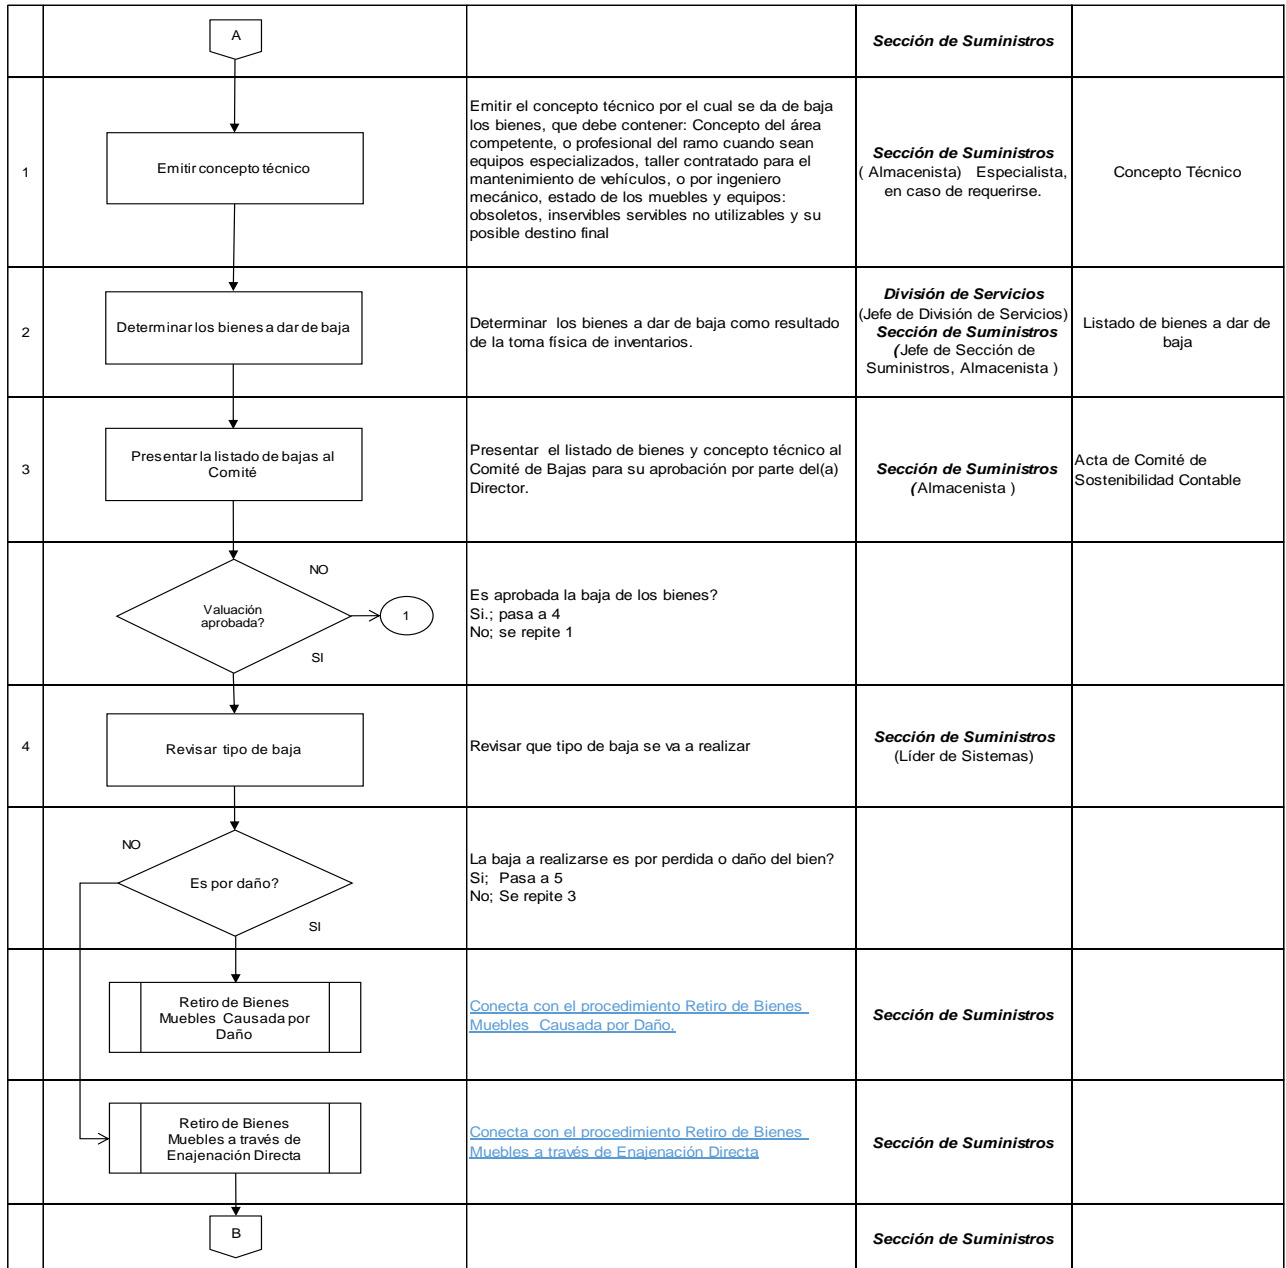 A
Sección de Suministros
1
Emitir concepto técnico
Emitir el concepto técnico por el cual se da de baja
los bienes, que debe contener: Concepto del área
competente, o profesional del ramo cuando sean
equipos especializados, taller contratado para el
mantenimiento de vehículos, o por ingeniero
mecánico, estado de los muebles y equipos:
obsoletos, inservibles servibles no utilizables y su
posible destino final
Sección de Suministros
( Almacenista) Especialista,
en caso de requerirse.
Concepto Técnico
2
Determinar los bienes a dar de baja
Determinar los bienes a dar de baja como resultado
de la toma física de inventarios.
División de Servicios
(Jefe de División de Servicios)
Sección de Suministros
(Jefe de Sección de
Suministros, Almacenista )
Listado de bienes a dar de
baja
3
Presentar la listado de bajas al
Comité
Presentar el listado de bienes y concepto técnico al
Comité de Bajas para su aprobación por parte del(a)
Director.
Sección de Suministros
(Almacenista )
Acta de Comité de
Sostenibilidad Contable
NO
Valuación
aprobada?
1
SI
Es aprobada la baja de los bienes?
Si.; pasa a 4
No; se repite 1
4
Revisar tipo de baja
Revisar que tipo de baja se va a realizar
Sección de Suministros
(Líder de Sistemas)
NO
Es por daño?
SI
La baja a realizarse es por perdida o daño del bien?
Si; Pasa a 5
No; Se repite 3
Retiro de Bienes
Muebles Causada por
Daño
Conecta con el procedimiento Retiro de Bienes
Muebles Causada por Daño,
Sección de Suministros
Retiro de Bienes
Muebles a través de
Enajenación Directa
Conecta con el procedimiento Retiro de Bienes
Muebles a través de Enajenación Directa
Sección de Suministros
B
Sección de Suministros